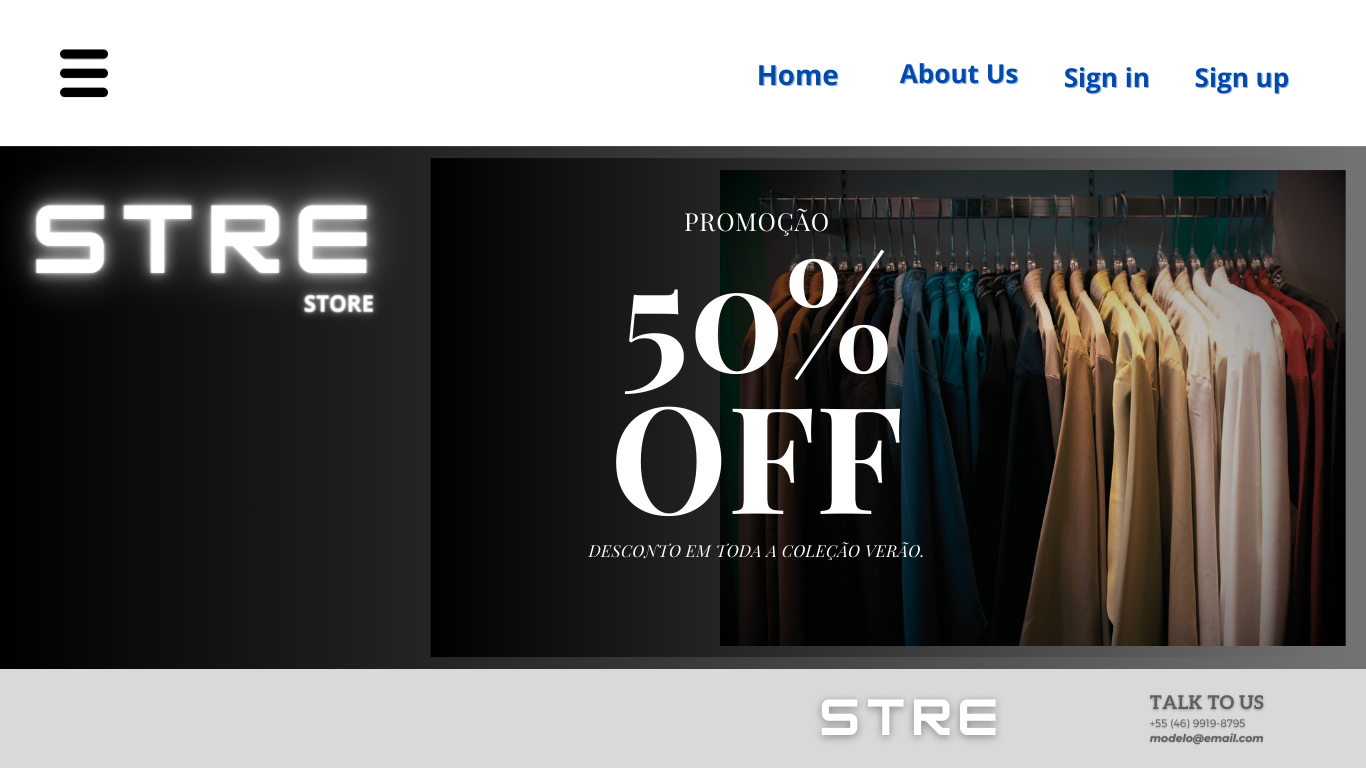 Home About Us Sign in Sign up
STRE
STORE
PROMOÇÃO
50%
OFF
DESCONTO EM TODA A COLEÇÃO VERÃO.
STRE
TALK TO US
+55 (46) 9919-8795
modelo@email.com